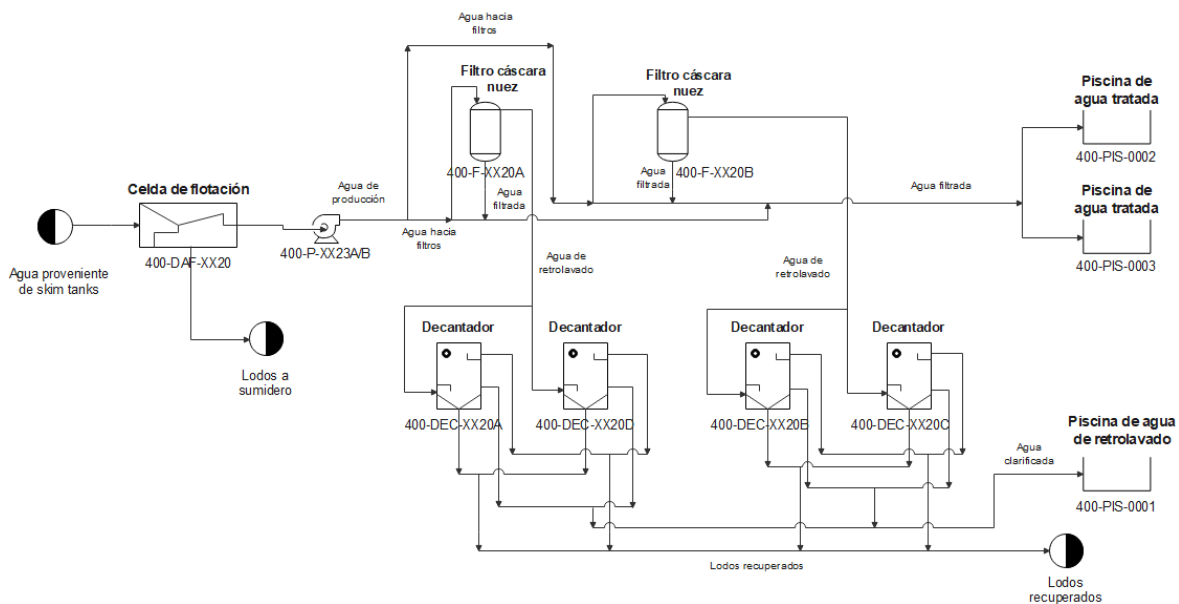 Agua hacia
filtros
Filtro cáscara
nuez
400-F-XX20A
Filtro cáscara
nuez
400-F-XX20B
Piscina de
agua tratada
400-PIS-0002
Piscina de
agua tratada
400-PIS-0003
Celda de flotación
400-DAF-XX20
Agua proveniente
de skim tanks
Lodos a
sumidero
400-P-XX23A/B
Agua de
producción
Agua hacia
filtros
Agua
filtrada
Agua
filtrada
Agua filtrada
Agua de
retrolavado
Agua de
retrolavado
Decantador
400-DEC-XX20A
Decantador
400-DEC-XX20D
Decantador
400-DEC-XX20B
Decantador
400-DEC-XX20C
Agua
clarificada
Piscina de agua
de retrolavado
400-PIS-0001
Lodos recuperados
Lodos
recuperados